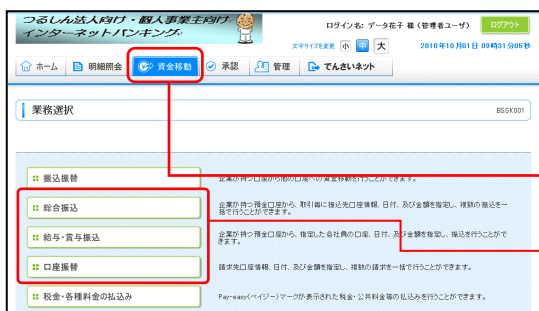 つるしん法人向け・個人事業主向け
インターネットバンキング
ログイン名: データ花子 様 (管理者ユーザ)
ログアウト
文字サイズ変更 小 中 大
2010年10月01日 09時31分05秒
ホーム 明細照会 資金移動 承認 管理 でんさいネット
業務選択
BSSK001
振込振替
企業が持つ口座から他の口座への資金移動を行うことができます。
総合振込
企業が持つ預金口座から、取引毎に振込先口座情報、日付、及び金額を指定し、複数の振込を一
括で行うことができます。
給与・賞与振込
企業が持つ預金口座から、指定した各社員の口座、日付、及び金額を指定し、振込を行うことがで
きます。
口座振替
請求先口座情報、日付、及び金額を指定し、複数の請求を一括で行うことができます。
税金・各種料金の払込み
Pay-easy(ペイジー)マークが表示された税金・公共料金等の払込みを行うことができます。